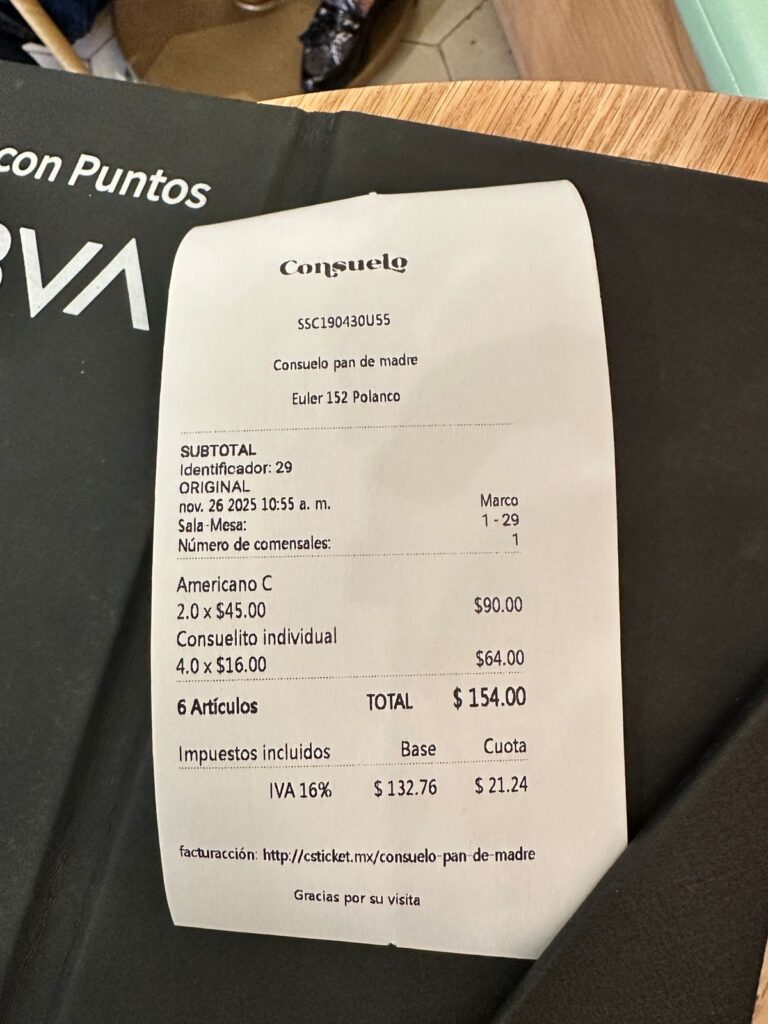 con Puntos
BVA
Consuelo
SSC190430U55
Consuelo pan de madre
Euler 152 Polanco
SUBTOTAL
Identificador: 29
ORIGINAL
nov. 26 2025 10:55 a. m. Marco
Sala-Mesa: 1 - 29
Número de comensales: 1
Americano C
2.0 x $45.00 $90.00
Consuelito individual
4.0 x $16.00 $64.00
6 Artículos TOTAL $ 154.00
Impuestos incluidos Base Cuota
IVA 16% $ 132.76 $ 21.24
facturacción: http://csticket.mx/consuelo-pan-de-madre
Gracias por su visita